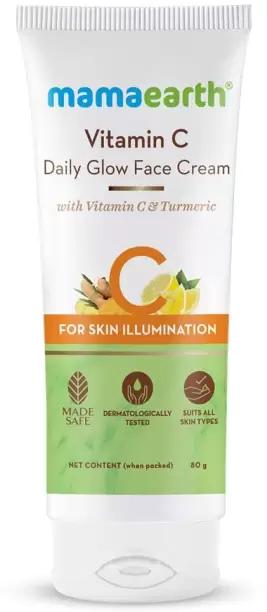 mamaearth®
Vitamin C
Daily Glow Face Cream
with Vitamin C & Turmeric
C
FOR SKIN ILLUMINATION
MADE SAFE
DERMATOLOGICALLY TESTED
SUITS ALL SKIN TYPES
NET CONTENT (when packed) 80 g